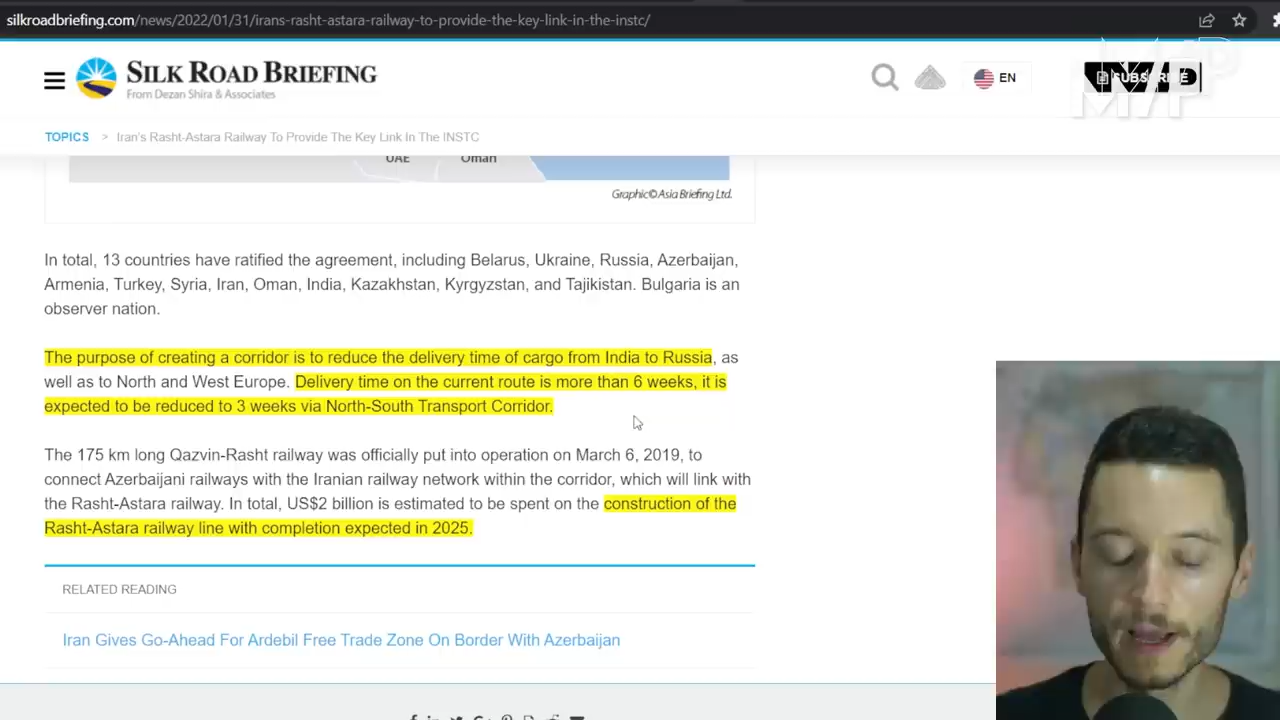 silkroadbriefing.com/news/2022/01/31/irans-rasht-astara-railway-to-provide-the-key-link-in-the-instc/
SILK ROAD BRIEFING
From Dezan Shira & Associates
EN
SUBSCRIBE
MVP
TOPICS > Iran's Rasht-Astara Railway To Provide The Key Link In The INSTC
UAE Oman
Graphic©Asia Briefing Ltd.
In total, 13 countries have ratified the agreement, including Belarus, Ukraine, Russia, Azerbaijan,
Armenia, Turkey, Syria, Iran, Oman, India, Kazakhstan, Kyrgyzstan, and Tajikistan. Bulgaria is an
observer nation.
The purpose of creating a corridor is to reduce the delivery time of cargo from India to Russia, as
well as to North and West Europe. Delivery time on the current route is more than 6 weeks, it is
expected to be reduced to 3 weeks via North-South Transport Corridor.
The 175 km long Qazvin-Rasht railway was officially put into operation on March 6, 2019, to
connect Azerbaijani railways with the Iranian railway network within the corridor, which will link with
the Rasht-Astara railway. In total, US$2 billion is estimated to be spent on the construction of the
Rasht-Astara railway line with completion expected in 2025.
RELATED READING
Iran Gives Go-Ahead For Ardebil Free Trade Zone On Border With Azerbaijan